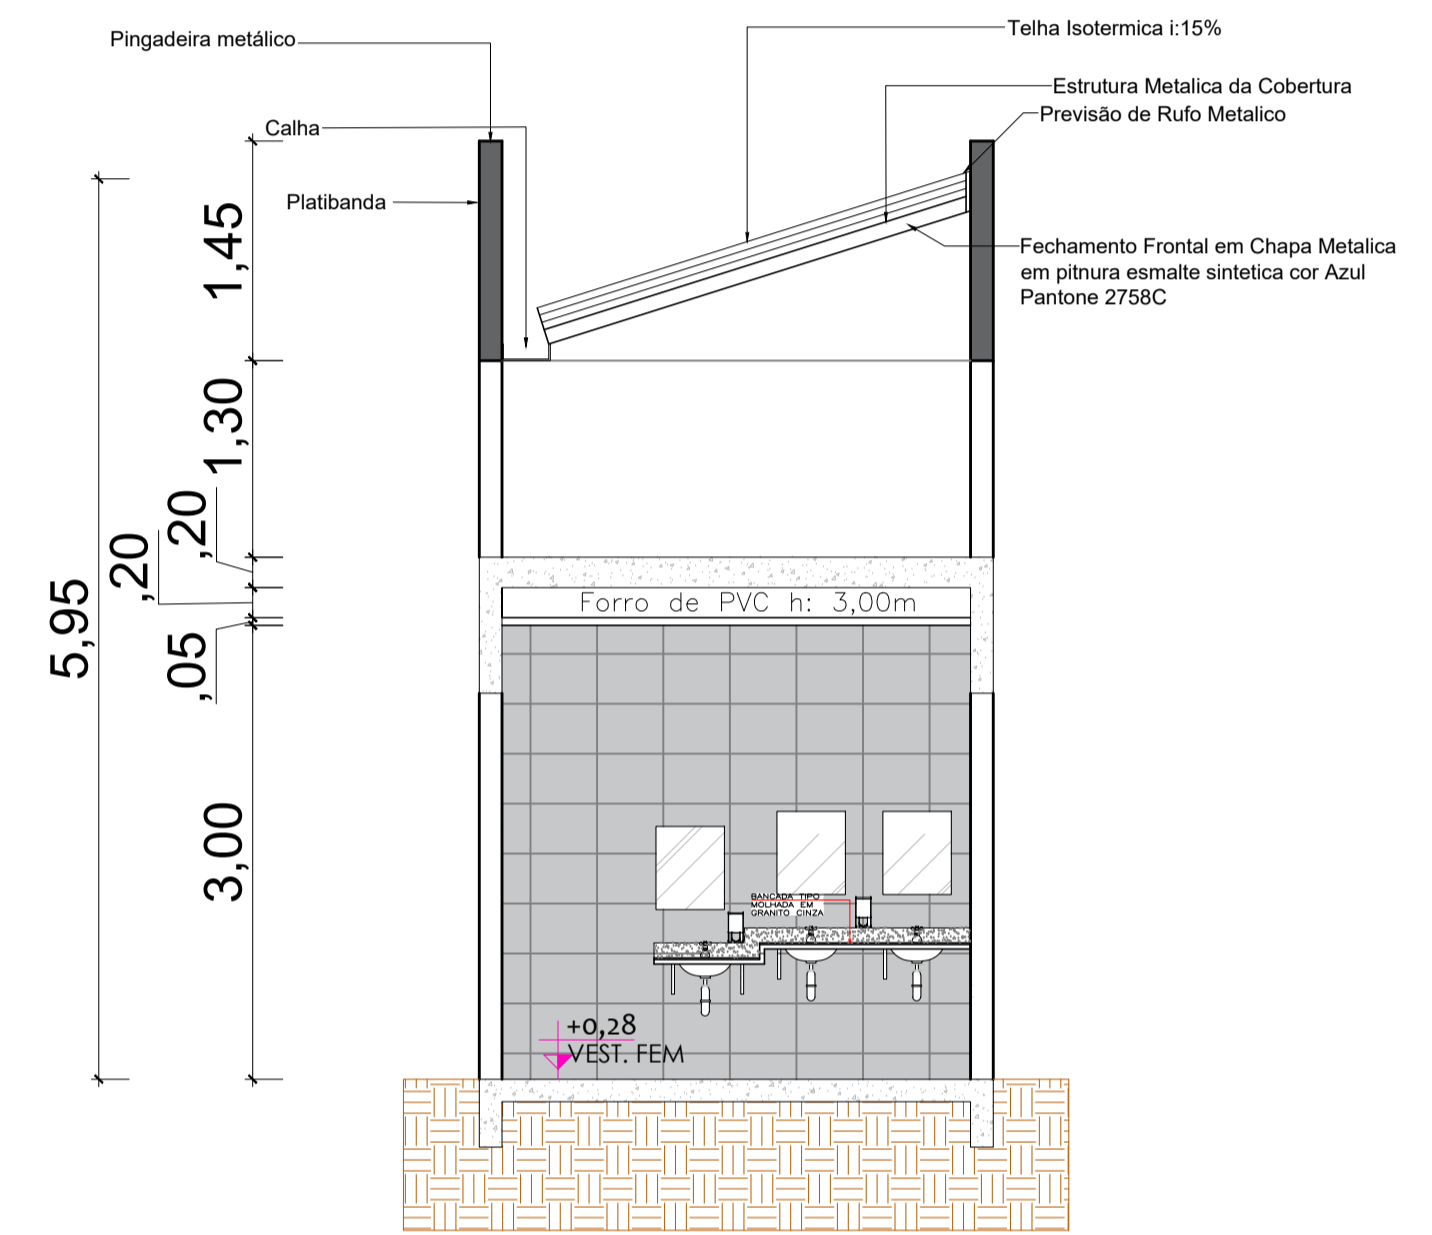 Telha Isotermica i:15%
Pingadeira metálico
Estrutura Metalica da Cobertura
Previsão de Rufo Metalico
Calha
Platibanda
1,45
Fechamento Frontal em Chapa Metalica
em pitnura esmalte sintetica cor Azul
Pantone 2758C
1,30
,20
,20
5,95
Forro de PVC h: 3,00m
,05
3,00
BANCADA TIPO
MOLHADA EM
GRANITO CINZA
+0,28
VEST. FEM